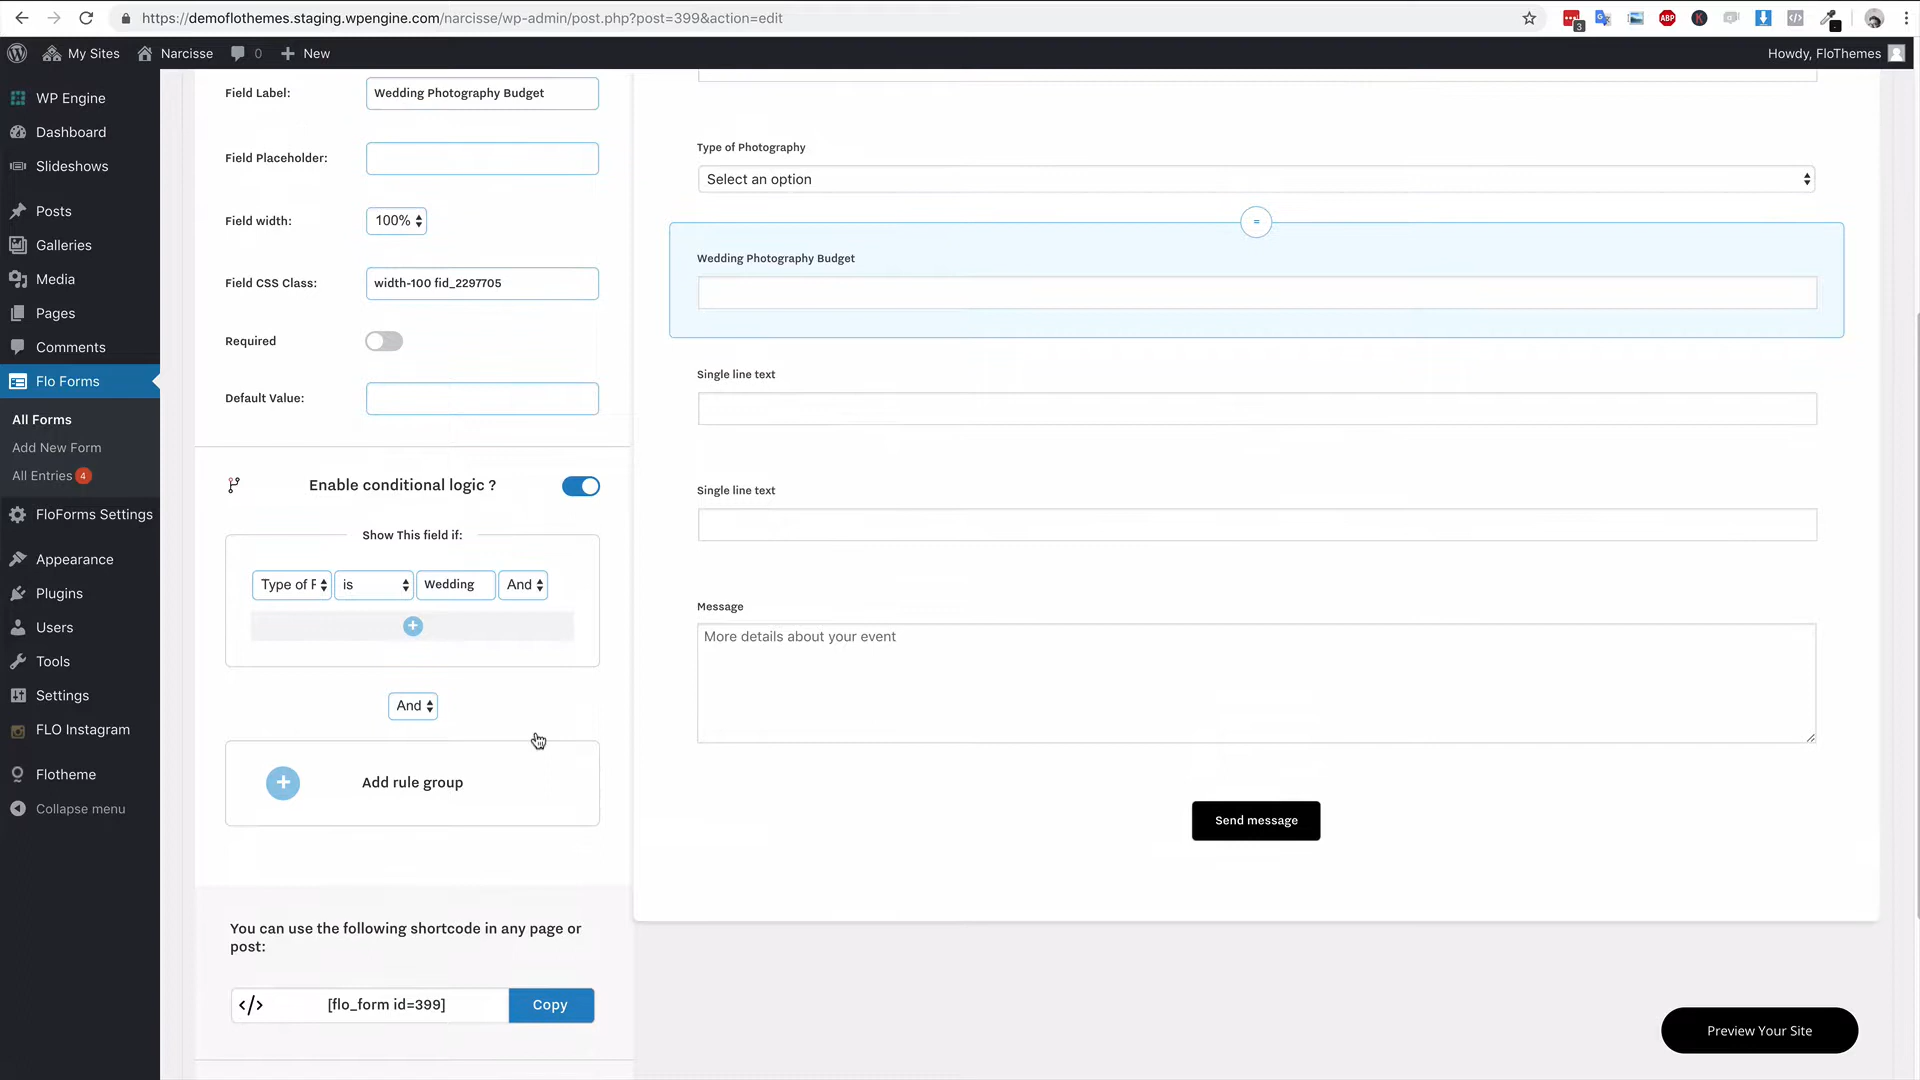 https://demoflothemes.staging.wpengine.com/narcisse/wp-admin/post.php?post=399&action=edit
ABP
K
3
My Sites
Narcisse
0
New
Howdy, FloThemes
WP Engine
Dashboard
Slideshows
Posts
Galleries
Media
Pages
Comments
Flo Forms
All Forms
Add New Form
All Entries 4
FloForms Settings
Appearance
Plugins
Users
Tools
Settings
FLO Instagram
Flotheme
Collapse menu
Field Label: Wedding Photography Budget
Field Placeholder:
Field width: 100%
Field CSS Class: width-100 fid_2297705
Required
Default Value:
Enable conditional logic ?
Show This field if:
Type of P is Wedding And
And
Add rule group
You can use the following shortcode in any page or
post:
</> [flo_form id=399] Copy
Type of Photography
Select an option
=
Wedding Photography Budget
Single line text
Single line text
Message
More details about your event
Send message
Preview Your Site